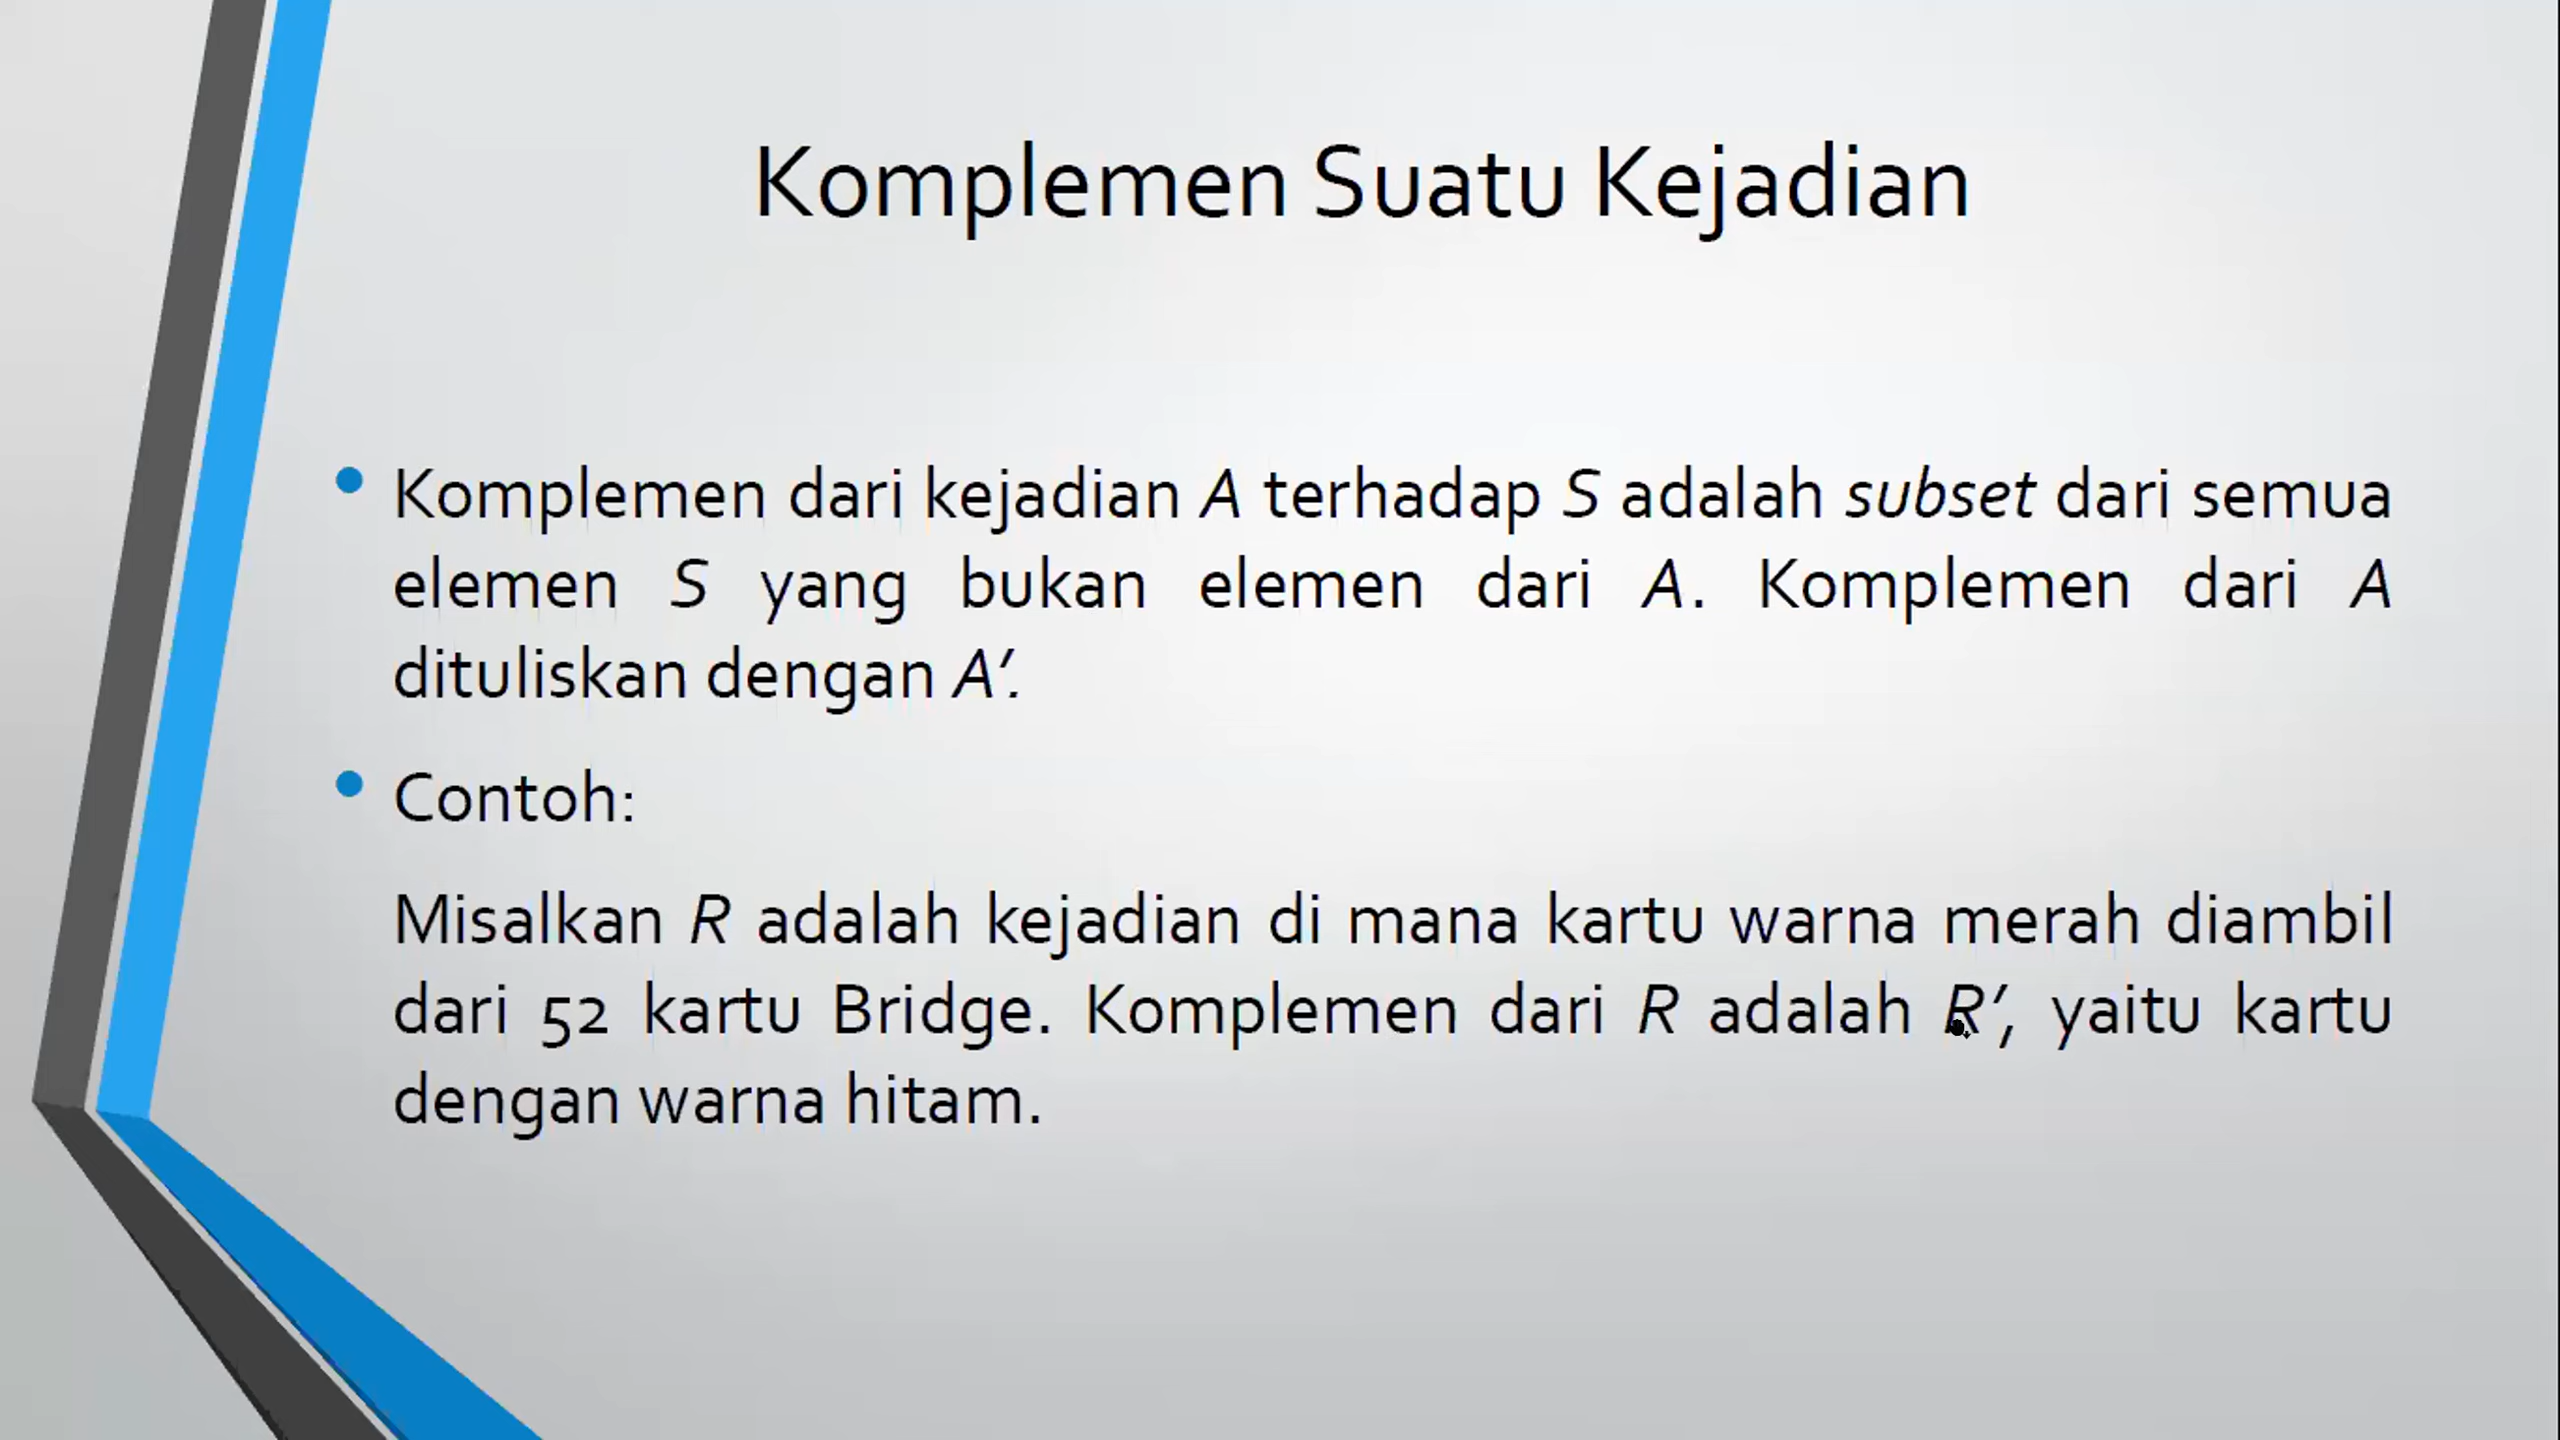 Komplemen Suatu Kejadian
• Komplemen dari kejadian A terhadap S adalah subset dari semua
elemen S yang bukan elemen dari A. Komplemen dari A
dituliskan dengan A’.
• Contoh:
Misalkan R adalah kejadian di mana kartu warna merah diambil
dari 52 kartu Bridge. Komplemen dari R adalah R’, yaitu kartu
dengan warna hitam.